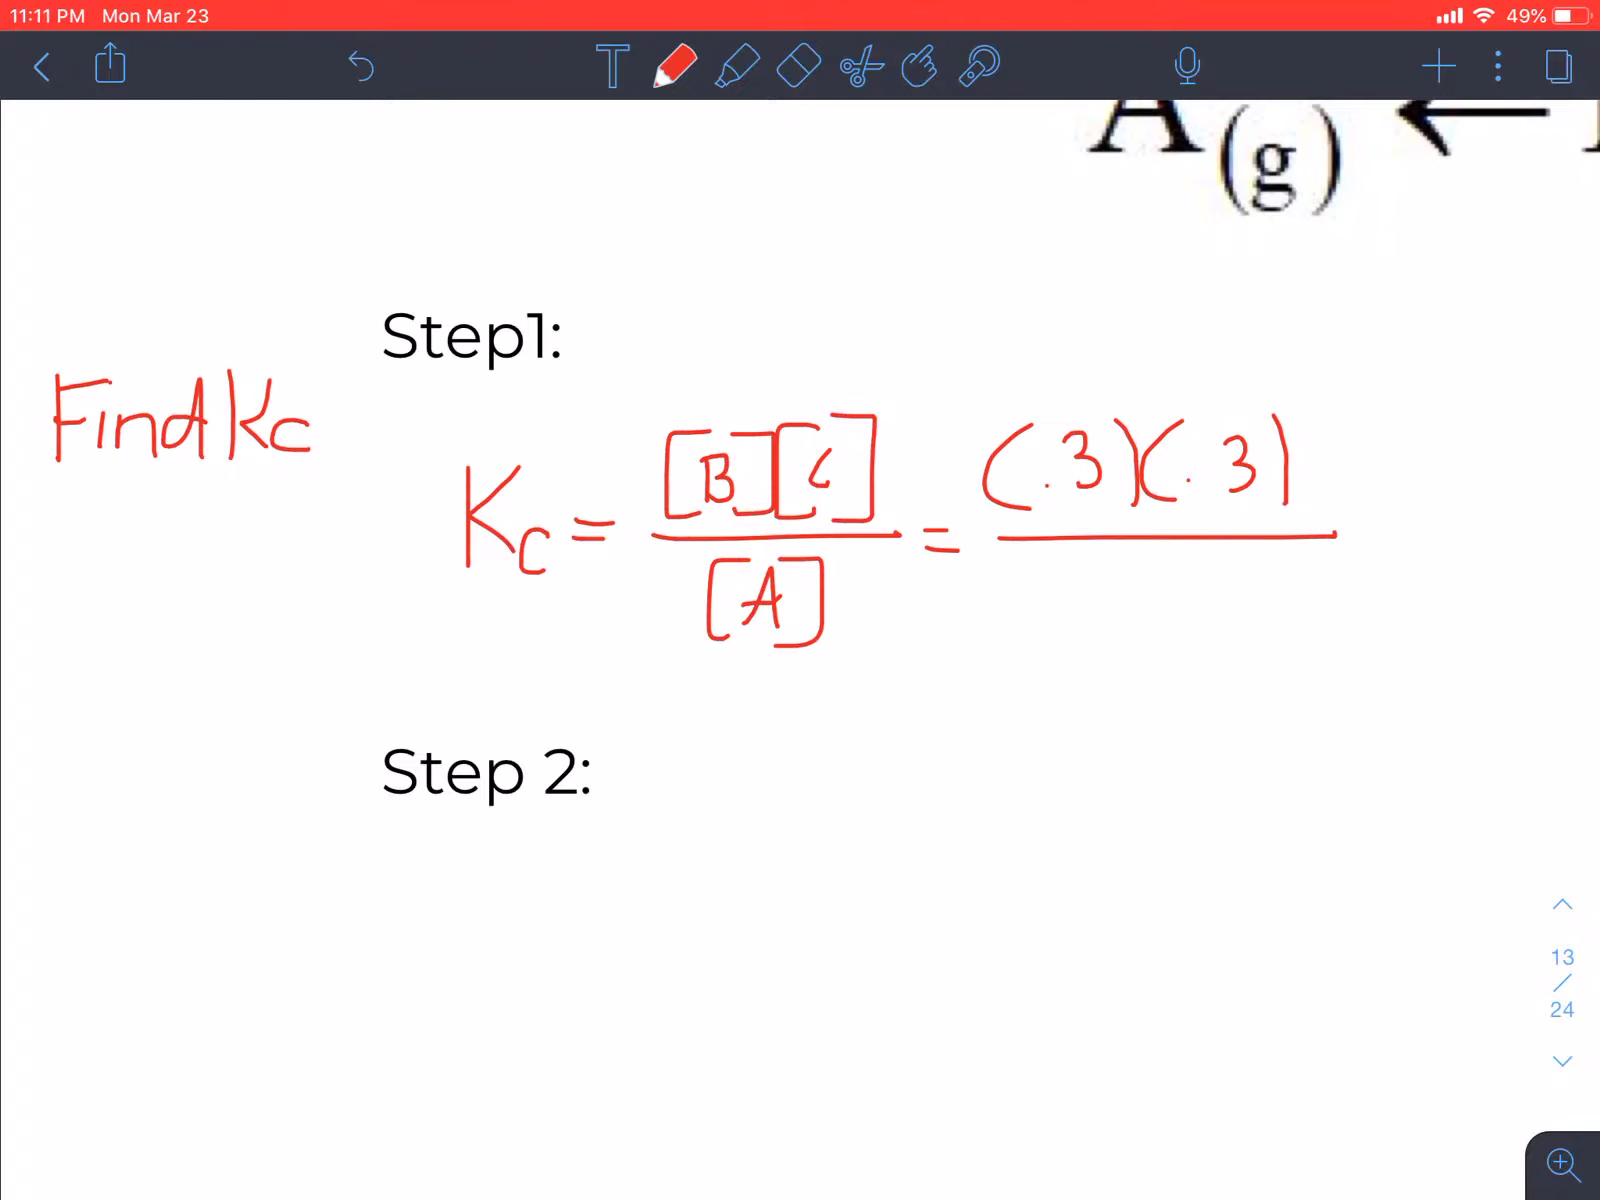 11:11 PM Mon Mar 23 49%
T
A(g) ←
Step1:
Find Kc
Kc = [B][C] / [A] = (.3)(.3)
Step 2:
13
/
24